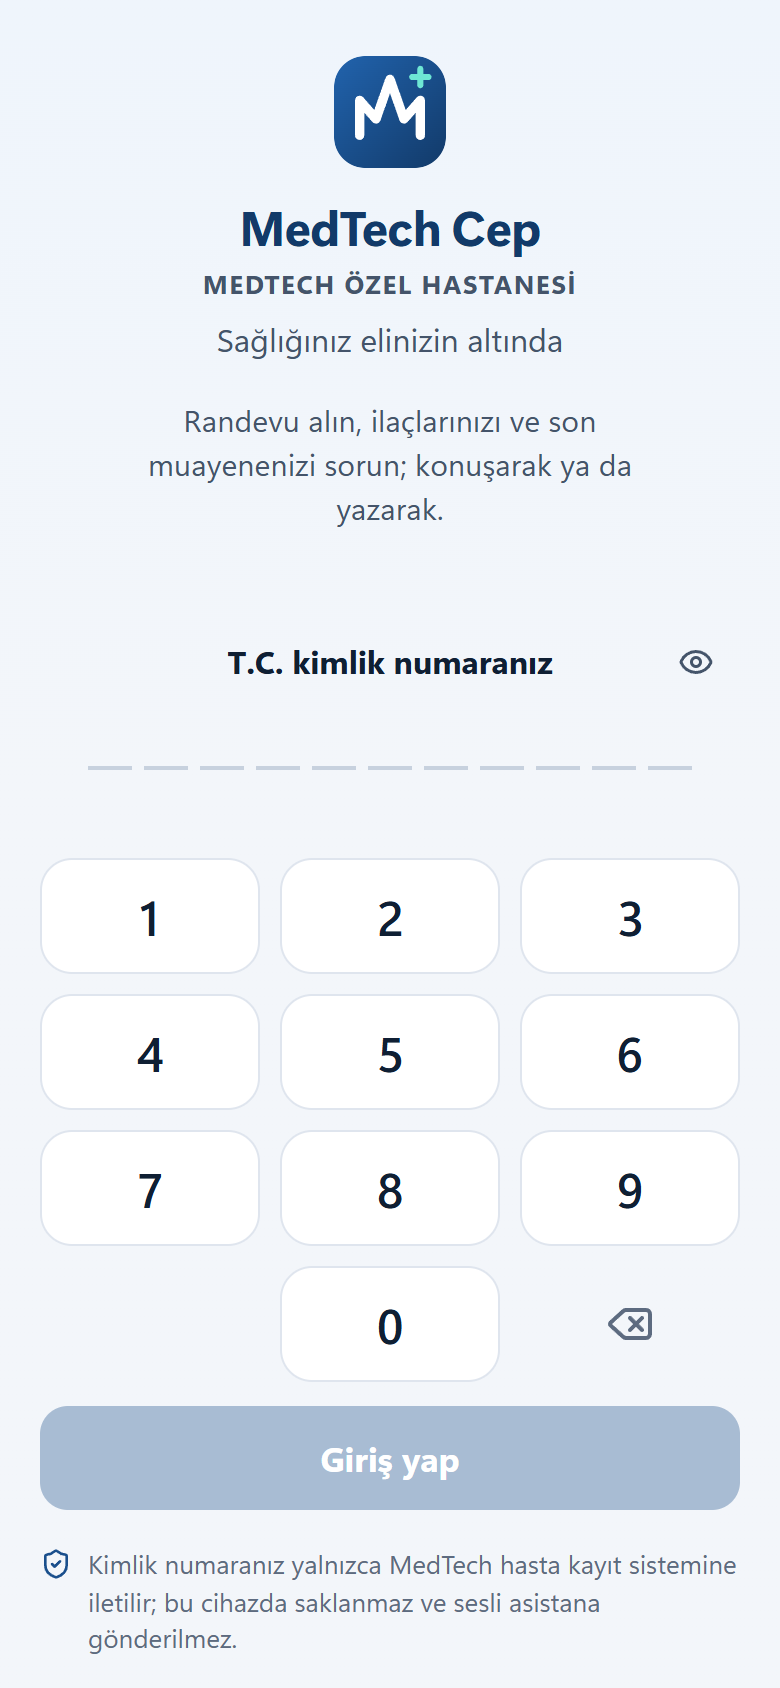 MedTech Cep
MEDTECH ÖZEL HASTANESİ
Sağlığınız elinizin altında
Randevu alın, ilaçlarınızı ve son
muayenenizi sorun; konuşarak ya da
yazarak.
T.C. kimlik numaranız
1 2 3
4 5 6
7 8 9
0
Giriş yap
Kimlik numaranız yalnızca MedTech hasta kayıt sistemine
iletilir; bu cihazda saklanmaz ve sesli asistana
gönderilmez.